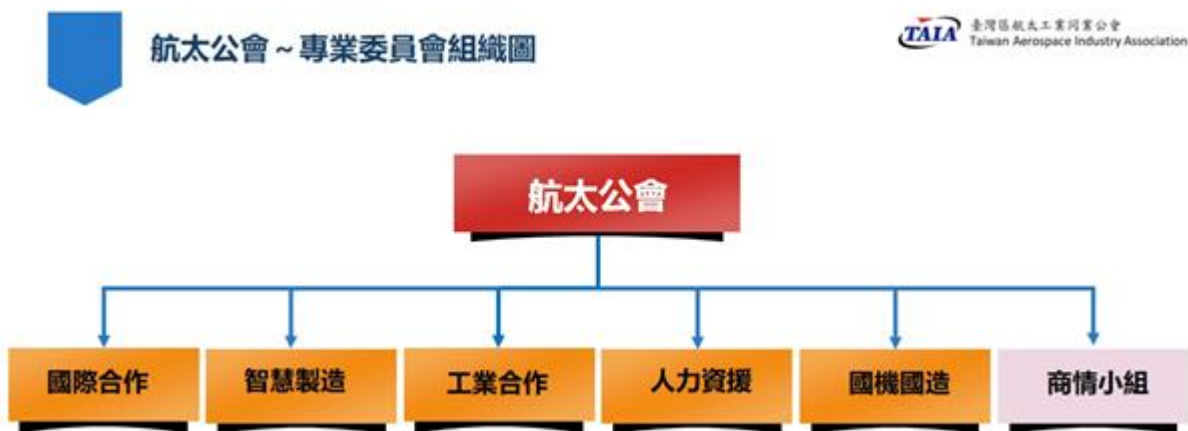 航太公會～專業委員會組織圖
TAIA
臺灣區航太工業同業公會
Taiwan Aerospace Industry Association
航太公會
國際合作
智慧製造
工業合作
人力資援
國機國造
商情小組